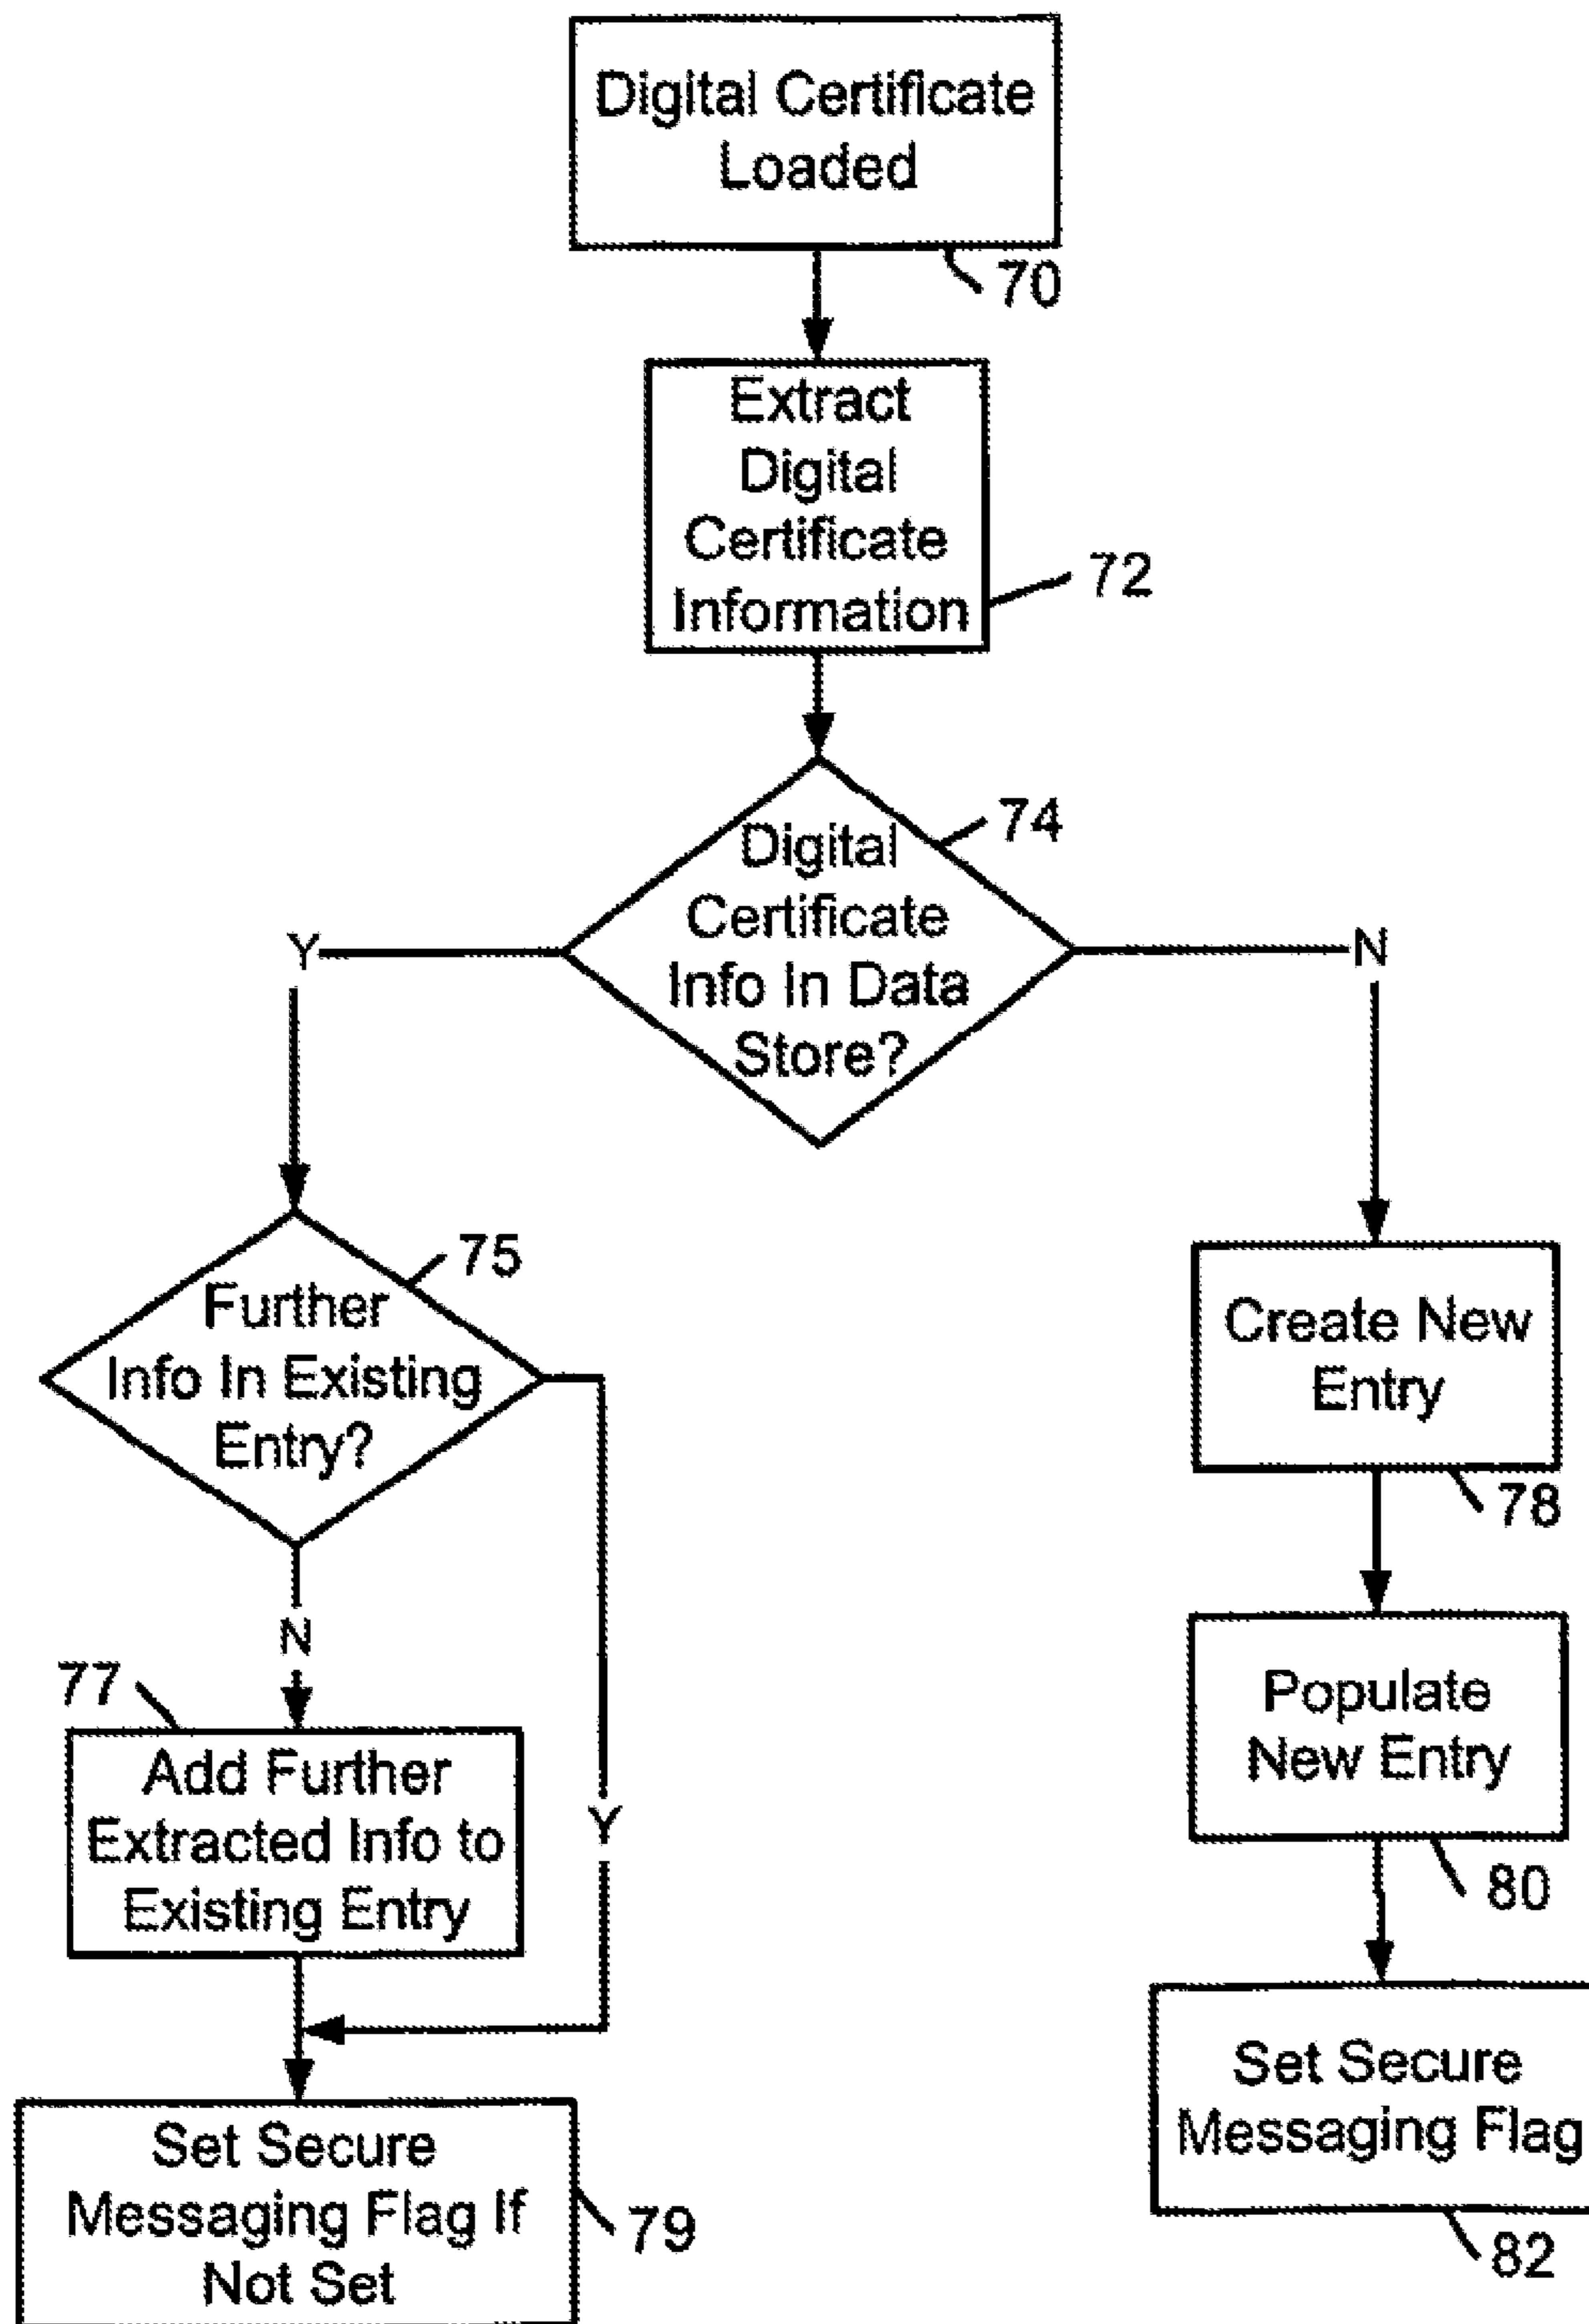 Digital Certificate
Loaded
70
Extract
Digital
Certificate
Information
72
74
Digital
Certificate
Info In Data
Store?
Y
N
75
Further
Info In Existing
Entry?
Create New
Entry
78
N
77
Add Further
Extracted Info to
Existing Entry
Y
Populate
New Entry
80
Set Secure
Messaging Flag If
Not Set
79
Set Secure
Messaging Flag
82